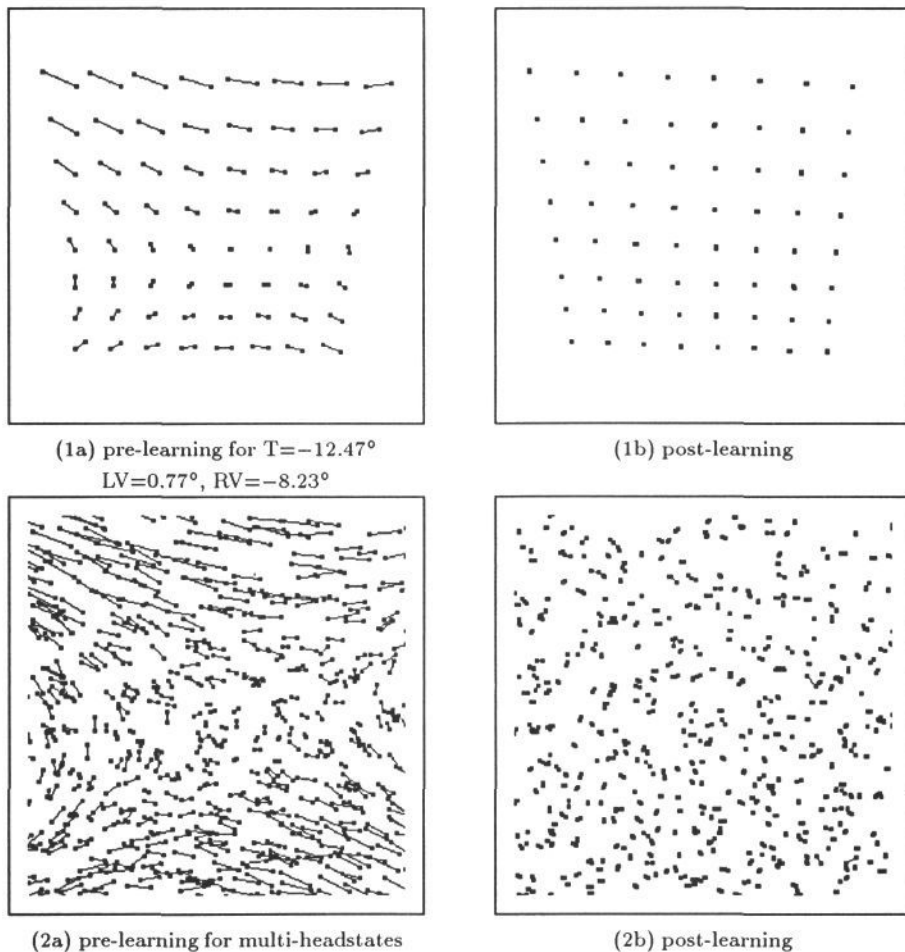 (1a) pre-learning for T=−12.47°
LV=0.77°, RV=−8.23°
(1b) post-learning
(2a) pre-learning for multi-headstates
(2b) post-learning